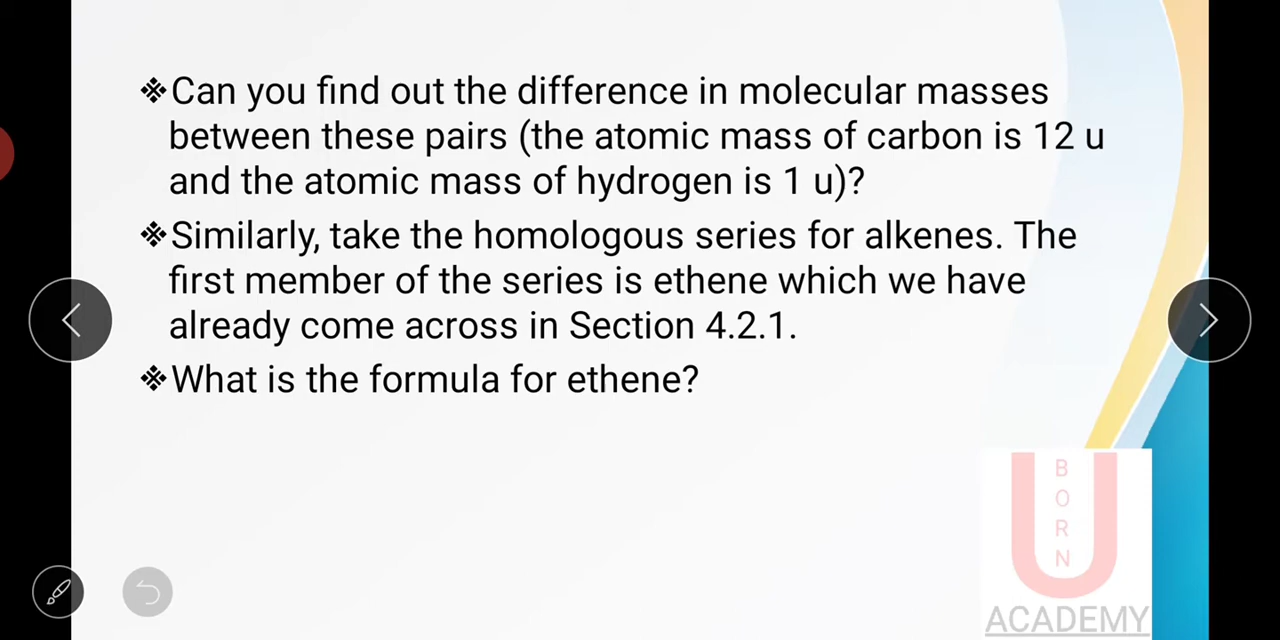 ❖Can you find out the difference in molecular masses
between these pairs (the atomic mass of carbon is 12 u
and the atomic mass of hydrogen is 1 u)?
❖Similarly, take the homologous series for alkenes. The
first member of the series is ethene which we have
already come across in Section 4.2.1.
❖What is the formula for ethene?
U
B
O
R
N
ACADEMY